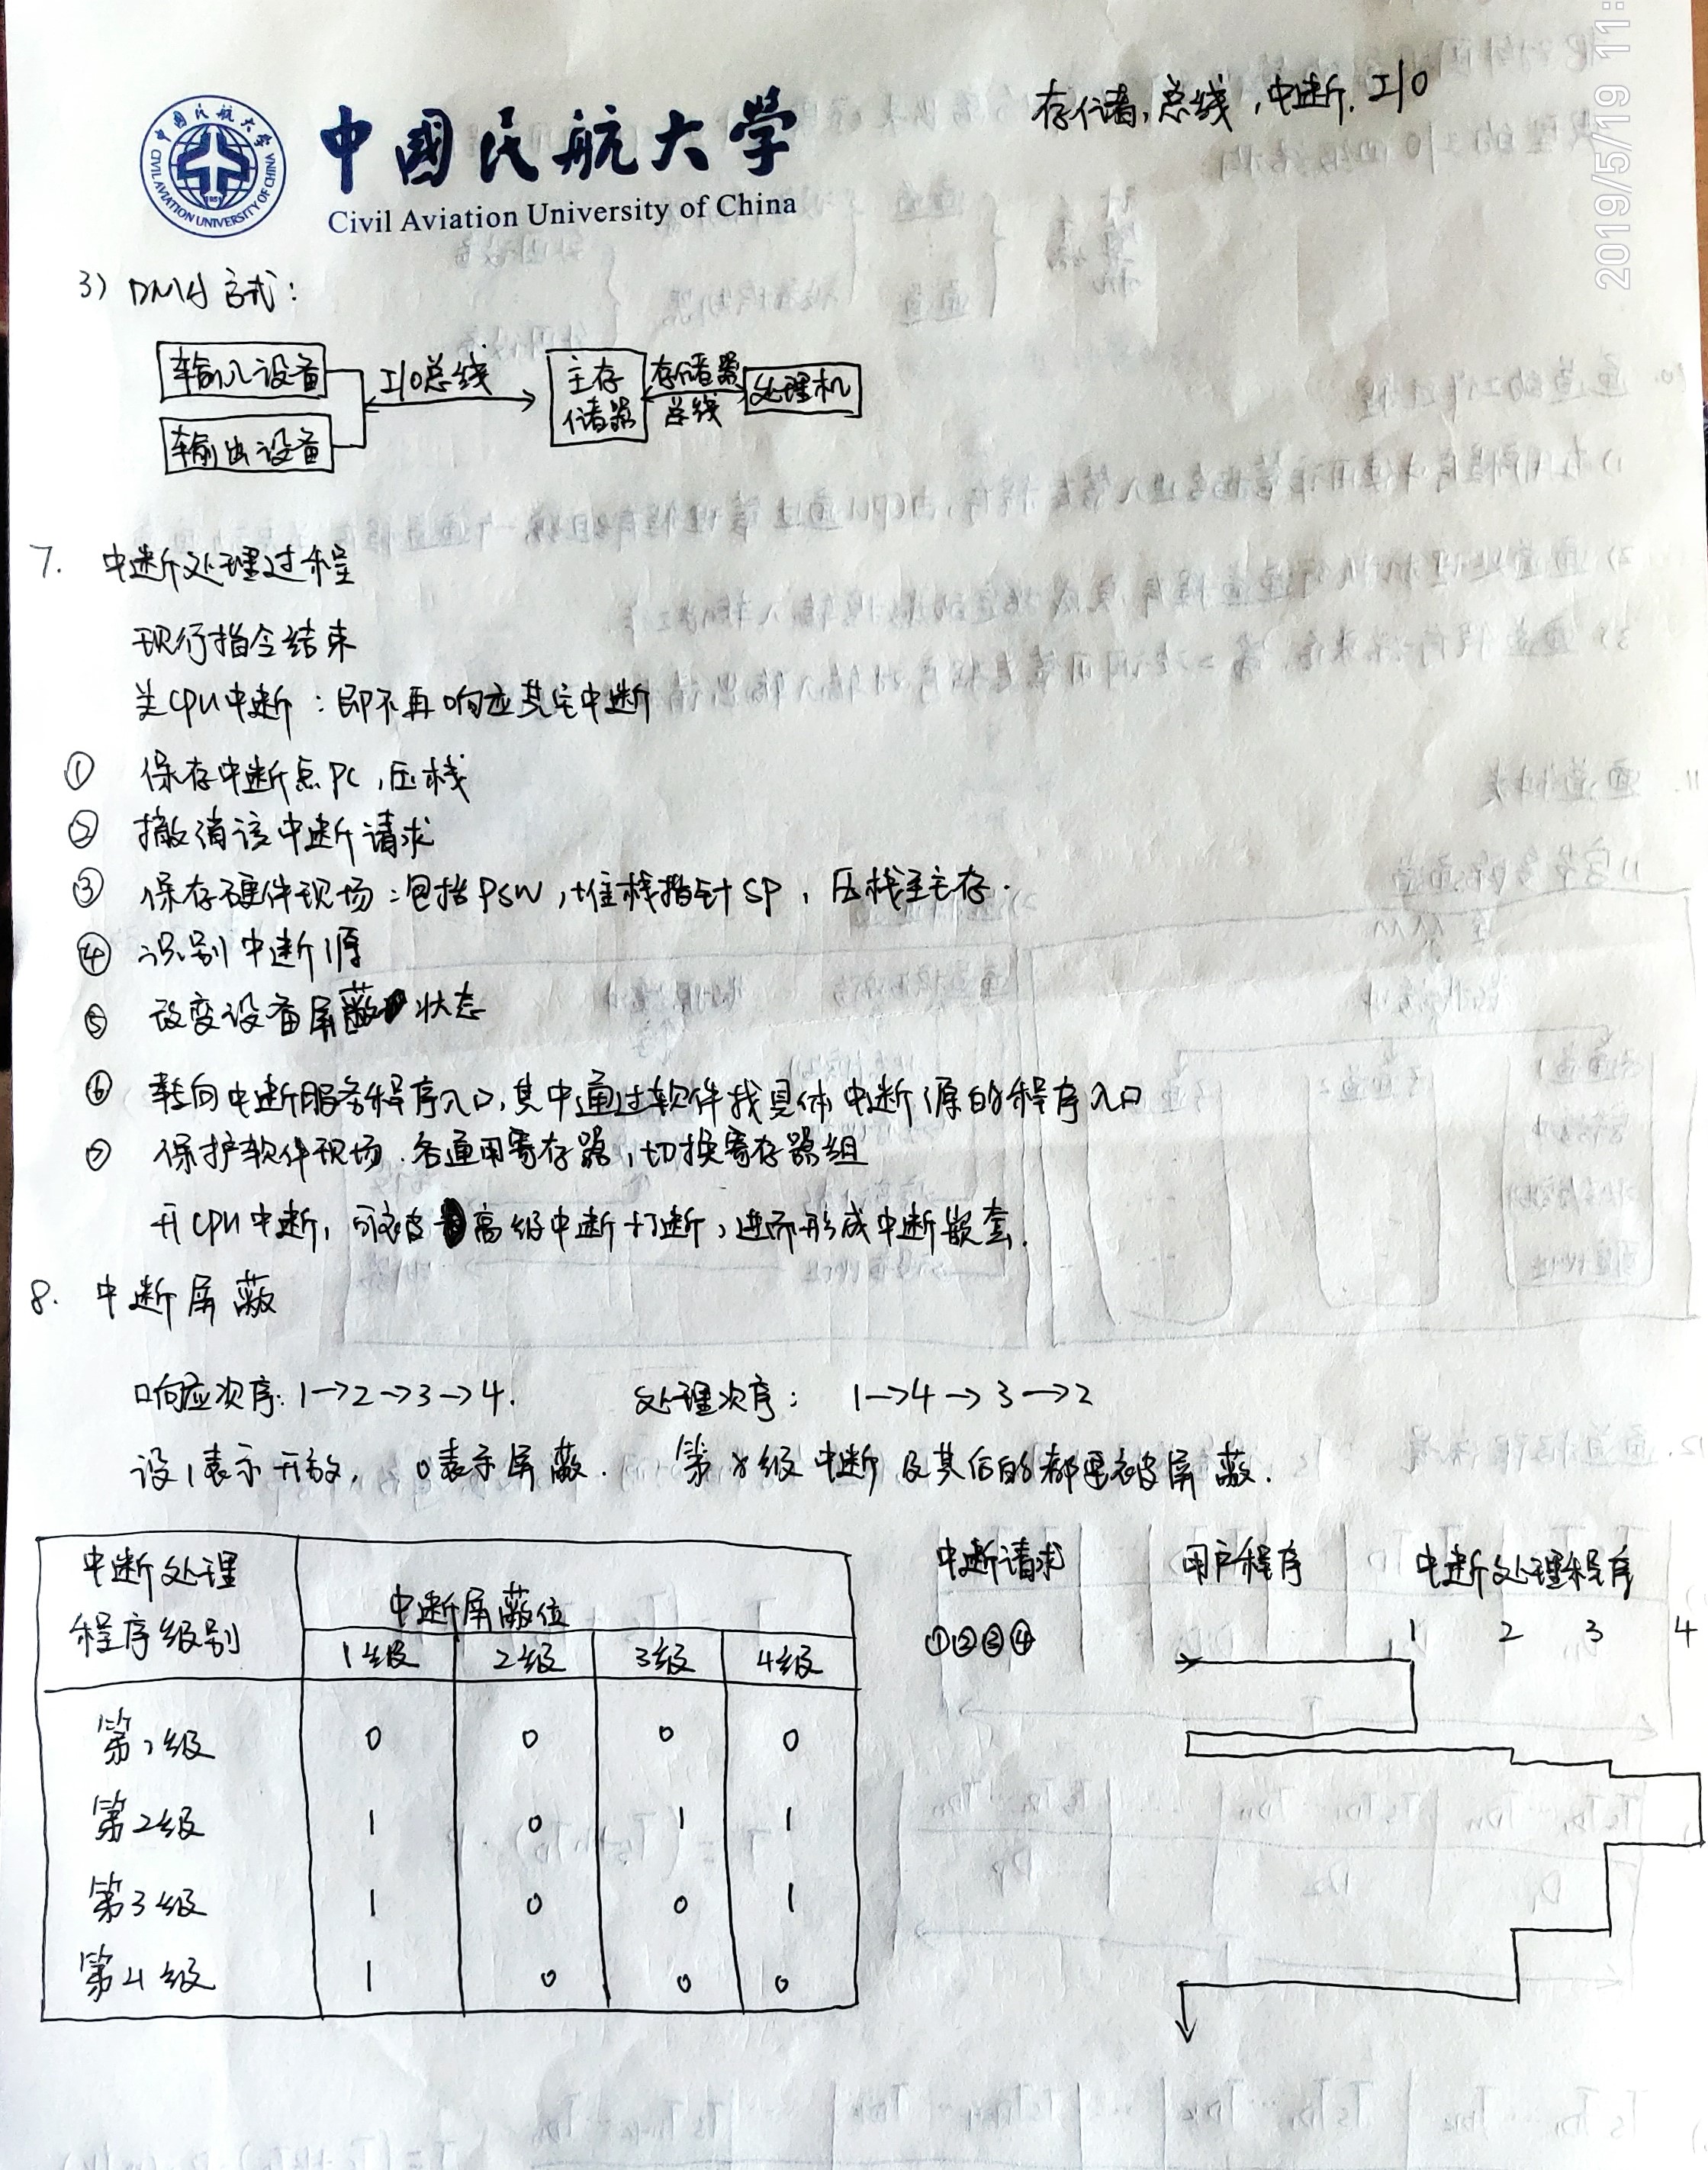 2019/5/19 11:
存储，总线，中断，I/O
中國民航大学
Civil Aviation University of China
中國民航大学
CIVIL AVIATION UNIVERSITY OF CHINA
1951
3) DMA方式：
输入设备 I/O总线 主存储器 存储器总线 处理机
输出设备
7. 中断处理过程
现行指令结束
关CPU中断：即不再响应其它中断
① 保存中断点PC，压栈
② 撤消该中断请求
③ 保存硬件现场：包括PSW，堆栈指针SP，压栈至主存.
④ 识别中断源
⑤ 改变设备屏蔽状态
⑥ 转向中断服务程序入口，其中通过软件找具体中断源的程序入口
⑦ 保护软件现场.各通用寄存器，切换寄存器组
开CPU中断，可被高级中断打断，进而形成中断嵌套.
8. 中断屏蔽
响应次序：1→2→3→4. 处理次序： 1→4→3→2
设1表示开放， 0表示屏蔽. 第x级中断及其后的都要被屏蔽.
中断处理程序级别 中断屏蔽位
1级 2级 3级 4级
第1级 0 0 0 0
第2级 1 0 1 1
第3级 1 0 0 1
第4级 1 0 0 0
中断请求 用户程序 中断处理程序
①②③④ 1 2 3 4